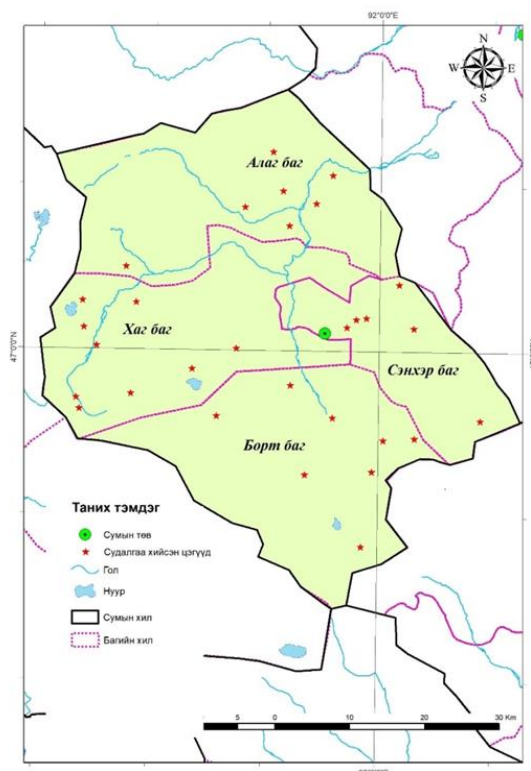 92°0'0"E
N
W E
S
Алаг баг
Хаг баг
47°0'0"N
Сэнхэр баг
Борт баг
Таних тэмдэг
Сумын төв
Судалгаа хийсэн цэгүүд
Гол
Нуур
Сумын хил
Багийн хил
5 0 10 20 30 Km